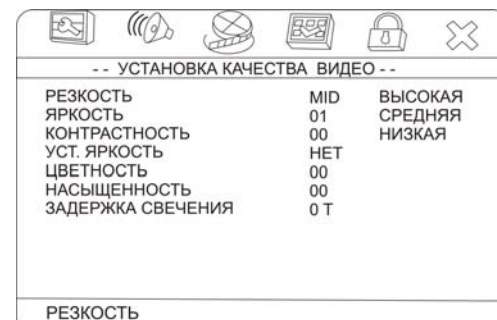 -- УСТАНОВКА КАЧЕСТВА ВИДЕО --
РЕЗКОСТЬ MID ВЫСОКАЯ
ЯРКОСТЬ 01 СРЕДНЯЯ
КОНТРАСТНОСТЬ 00 НИЗКАЯ
УСТ. ЯРКОСТЬ НЕТ
ЦВЕТНОСТЬ 00
НАСЫЩЕННОСТЬ 00
ЗАДЕРЖКА СВЕЧЕНИЯ 0 T
РЕЗКОСТЬ